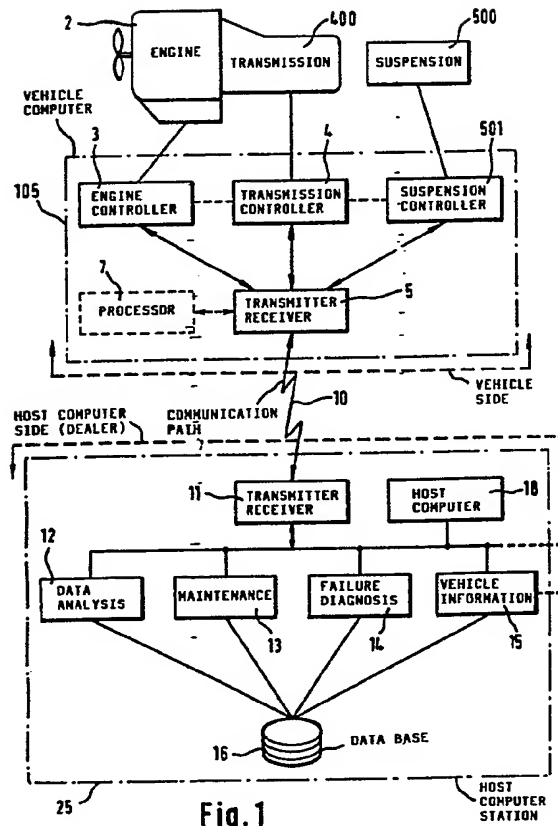 2
400
500
ENGINE
TRANSMISSION
SUSPENSION
VEHICLE
COMPUTER
3
4
501
105
ENGINE
CONTROLLER
TRANSMISSION
CONTROLLER
SUSPENSION
CONTROLLER
7
PROCESSOR
TRANSMITTER
RECEIVER
5
VEHICLE
SIDE
HOST COMPUTER
SIDE (DEALER)
COMMUNICATION
PATH
10
11
TRANSMITTER
RECEIVER
HOST
COMPUTER
18
12
DATA
ANALYSIS
MAINTENANCE
13
FAILURE
DIAGNOSIS
14
VEHICLE
INFORMATION
15
16
DATA BASE
25
HOST
COMPUTER
STATION
Fig.1